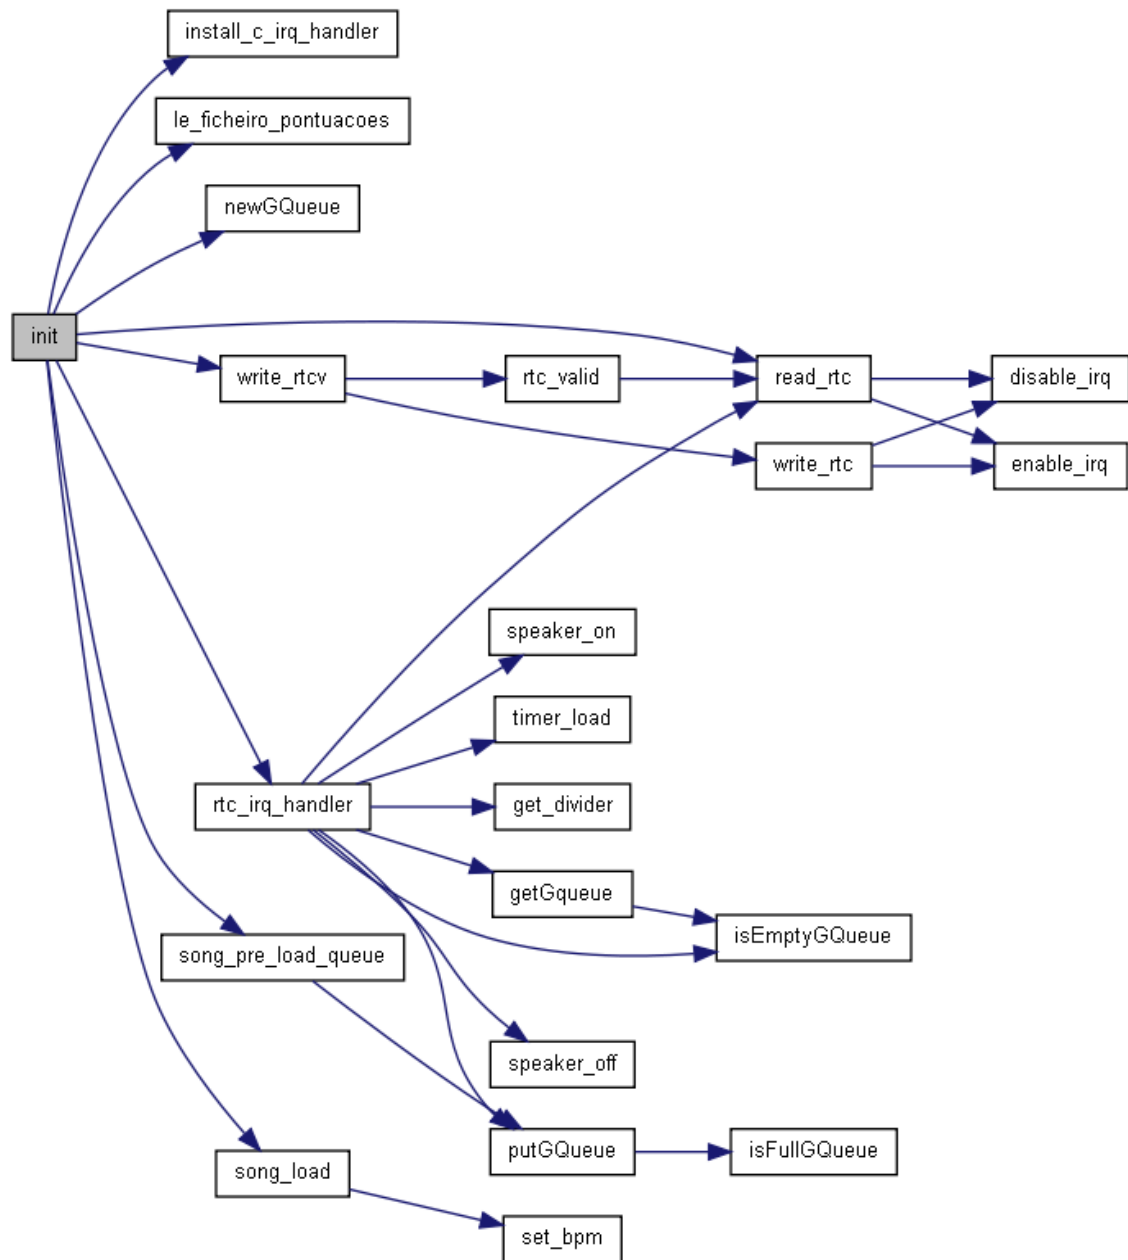 install_c_irq_handler
le_ficheiro_pontuacoes
newGQueue
init
write_rtcv
rtc_valid
read_rtc
disable_irq
write_rtc
enable_irq
speaker_on
timer_load
rtc_irq_handler
get_divider
getGqueue
isEmptyGQueue
song_pre_load_queue
speaker_off
putGQueue
isFullGQueue
song_load
set_bpm